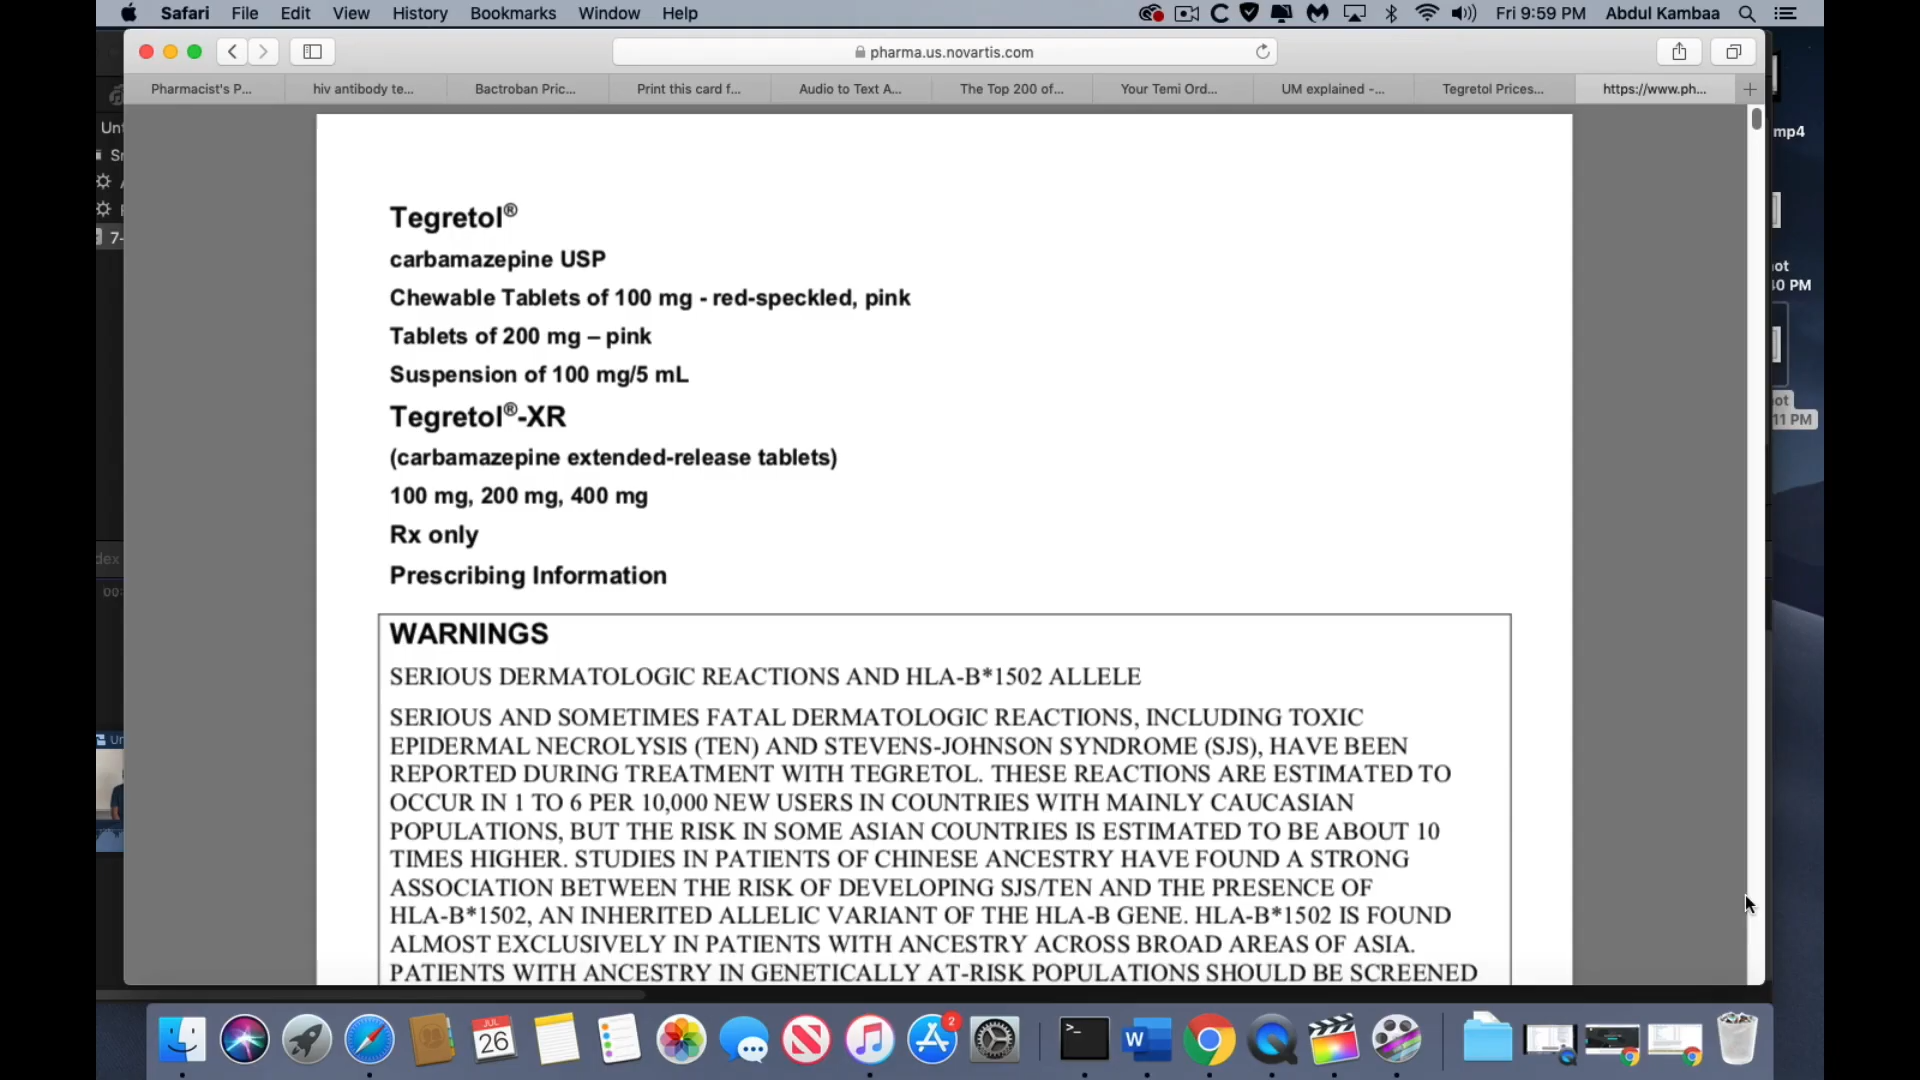 Safari File Edit View History Bookmarks Window Help Fri 9:59 PM Abdul Kambaa
pharma.us.novartis.com
Pharmacist's P... hiv antibody te... Bactroban Pric... Print this card f... Audio to Text A... The Top 200 of... Your Temi Ord... UM explained -... Tegretol Prices... https://www.ph...
Tegretol®
carbamazepine USP
Chewable Tablets of 100 mg - red-speckled, pink
Tablets of 200 mg – pink
Suspension of 100 mg/5 mL
Tegretol®-XR
(carbamazepine extended-release tablets)
100 mg, 200 mg, 400 mg
Rx only
Prescribing Information
WARNINGS
SERIOUS DERMATOLOGIC REACTIONS AND HLA-B*1502 ALLELE
SERIOUS AND SOMETIMES FATAL DERMATOLOGIC REACTIONS, INCLUDING TOXIC
EPIDERMAL NECROLYSIS (TEN) AND STEVENS-JOHNSON SYNDROME (SJS), HAVE BEEN
REPORTED DURING TREATMENT WITH TEGRETOL. THESE REACTIONS ARE ESTIMATED TO
OCCUR IN 1 TO 6 PER 10,000 NEW USERS IN COUNTRIES WITH MAINLY CAUCASIAN
POPULATIONS, BUT THE RISK IN SOME ASIAN COUNTRIES IS ESTIMATED TO BE ABOUT 10
TIMES HIGHER. STUDIES IN PATIENTS OF CHINESE ANCESTRY HAVE FOUND A STRONG
ASSOCIATION BETWEEN THE RISK OF DEVELOPING SJS/TEN AND THE PRESENCE OF
HLA-B*1502, AN INHERITED ALLELIC VARIANT OF THE HLA-B GENE. HLA-B*1502 IS FOUND
ALMOST EXCLUSIVELY IN PATIENTS WITH ANCESTRY ACROSS BROAD AREAS OF ASIA.
PATIENTS WITH ANCESTRY IN GENETICALLY AT-RISK POPULATIONS SHOULD BE SCREENED
mp4
11 PM
JUL
26
2